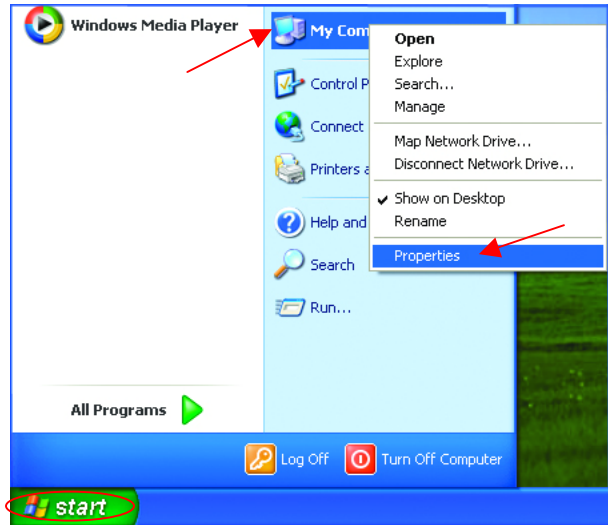 Windows Media Player
My Com
Control P
Connect
Printers a
Help and
Search
Run...
Open
Explore
Search...
Manage
Map Network Drive...
Disconnect Network Drive...
Show on Desktop
Rename
Properties
All Programs
Log Off
Turn Off Computer
start